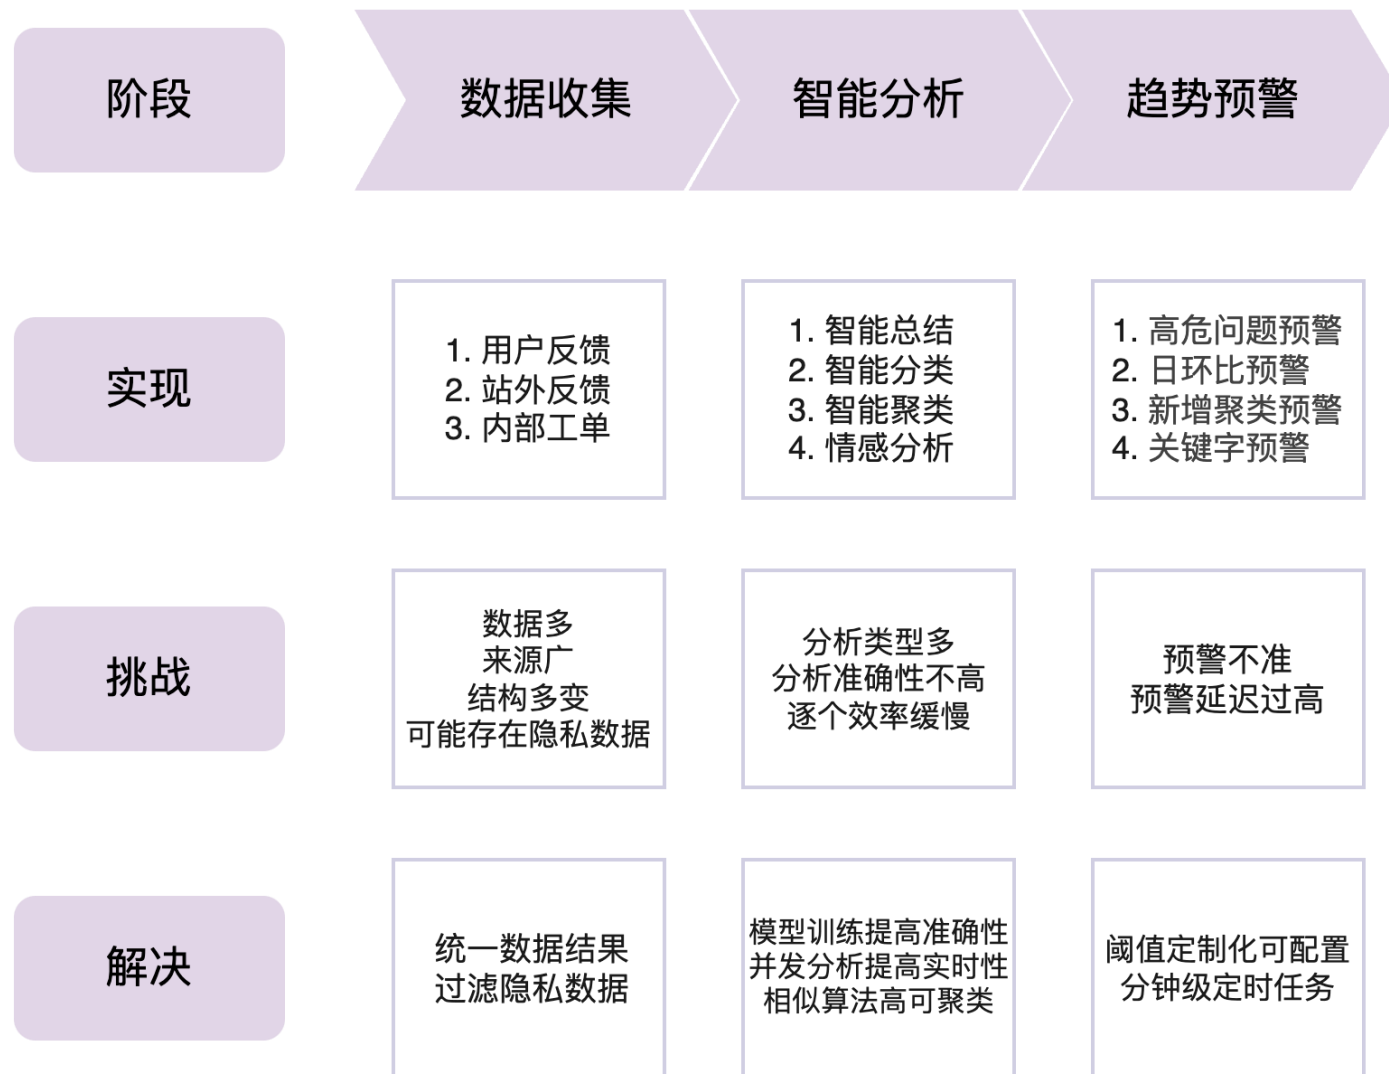 阶段
数据收集
智能分析
趋势预警
实现
1. 用户反馈
2. 站外反馈
3. 内部工单
1. 智能总结
2. 智能分类
3. 智能聚类
4. 情感分析
1. 高危问题预警
2. 日环比预警
3. 新增聚类预警
4. 关键字预警
挑战
数据多
来源广
结构多变
可能存在隐私数据
分析类型多
分析准确性不高
逐个效率缓慢
预警不准
预警延迟过高
解决
统一数据结果
过滤隐私数据
模型训练提高准确性
并发分析提高实时性
相似算法高可聚类
阈值定制化可配置
分钟级定时任务